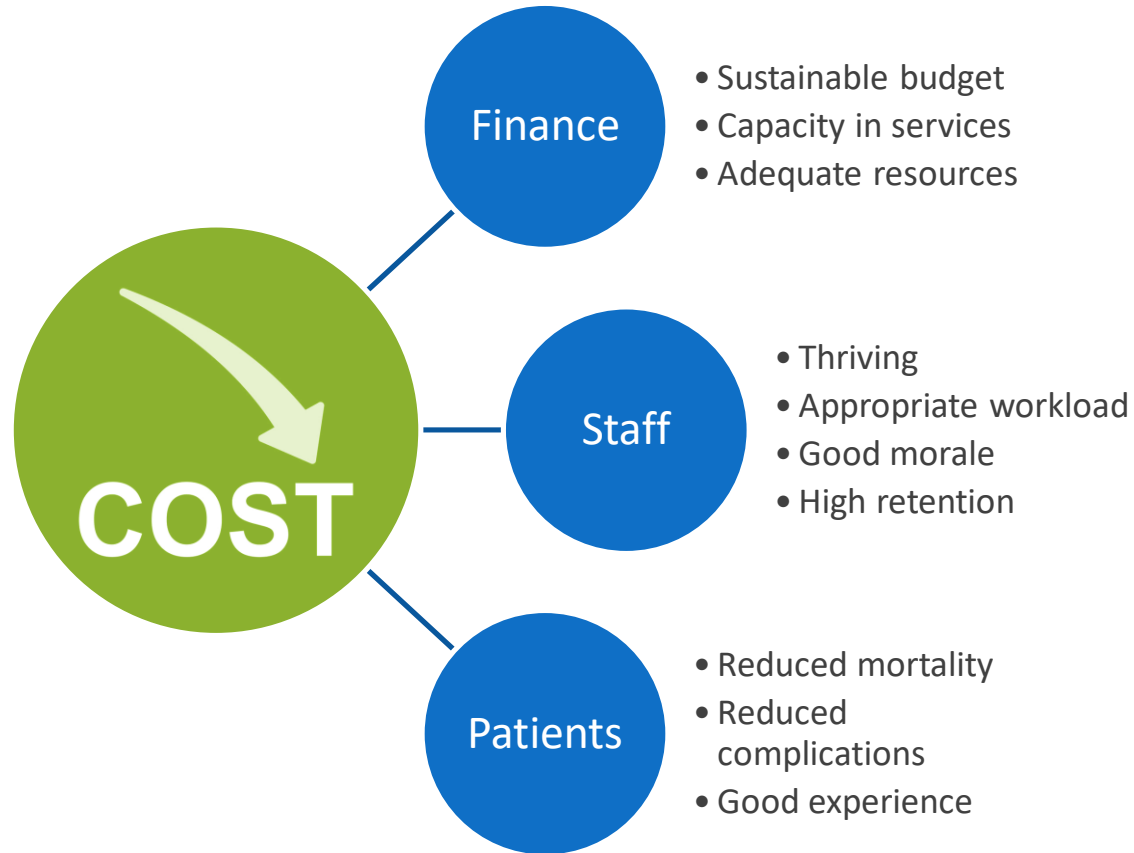 Finance
• Sustainable budget
• Capacity in services
• Adequate resources
COST
Staff
• Thriving
• Appropriate workload
• Good morale
• High retention
Patients
• Reduced mortality
• Reduced
complications
• Good experience